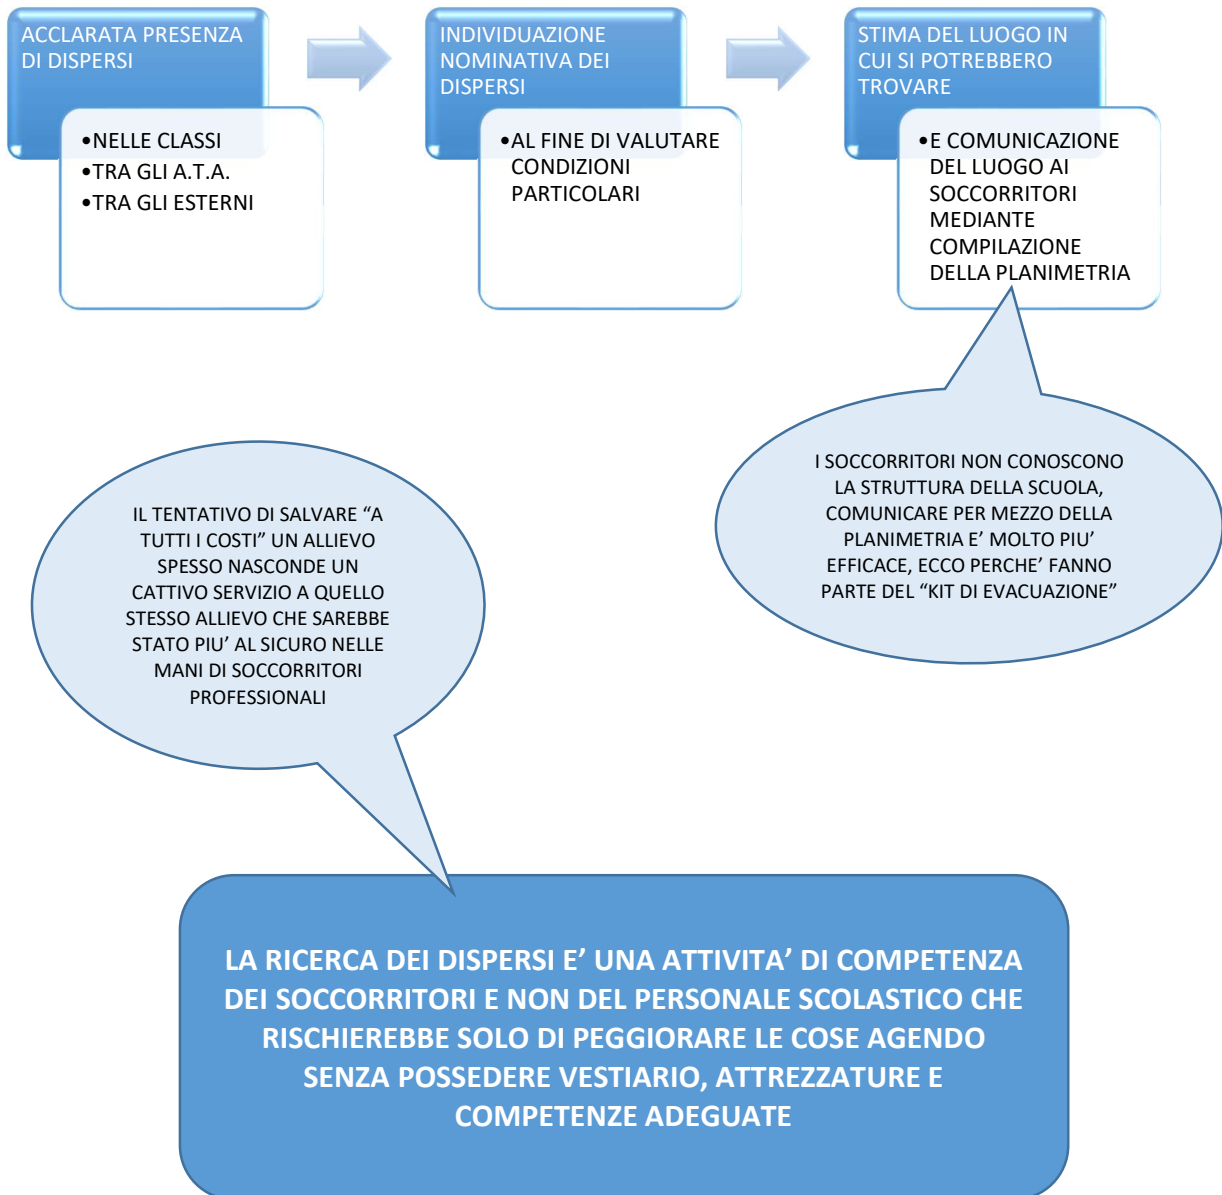 ACCLARATA PRESENZA
DI DISPERSI
•NELLE CLASSI
•TRA GLI A.T.A.
•TRA GLI ESTERNI
INDIVIDUAZIONE
NOMINATIVA DEI
DISPERSI
•AL FINE DI VALUTARE
CONDIZIONI
PARTICOLARI
STIMA DEL LUOGO IN
CUI SI POTREBBERO
TROVARE
•E COMUNICAZIONE
DEL LUOGO AI
SOCCORRITORI
MEDIANTE
COMPILAZIONE
DELLA PLANIMETRIA
I SOCCORRITORI NON CONOSCONO
LA STRUTTURA DELLA SCUOLA,
COMUNICARE PER MEZZO DELLA
PLANIMETRIA E’ MOLTO PIU’
EFFICACE, ECCO PERCHE’ FANNO
PARTE DEL “KIT DI EVACUAZIONE”
IL TENTATIVO DI SALVARE “A
TUTTI I COSTI” UN ALLIEVO
SPESSO NASCONDE UN
CATTIVO SERVIZIO A QUELLO
STESSO ALLIEVO CHE SAREBBE
STATO PIU’ AL SICURO NELLE
MANI DI SOCCORRITORI
PROFESSIONALI
LA RICERCA DEI DISPERSI E’ UNA ATTIVITA’ DI COMPETENZA
DEI SOCCORRITORI E NON DEL PERSONALE SCOLASTICO CHE
RISCHIEREBBE SOLO DI PEGGIORARE LE COSE AGENDO
SENZA POSSEDERE VESTIARIO, ATTREZZATURE E
COMPETENZE ADEGUATE